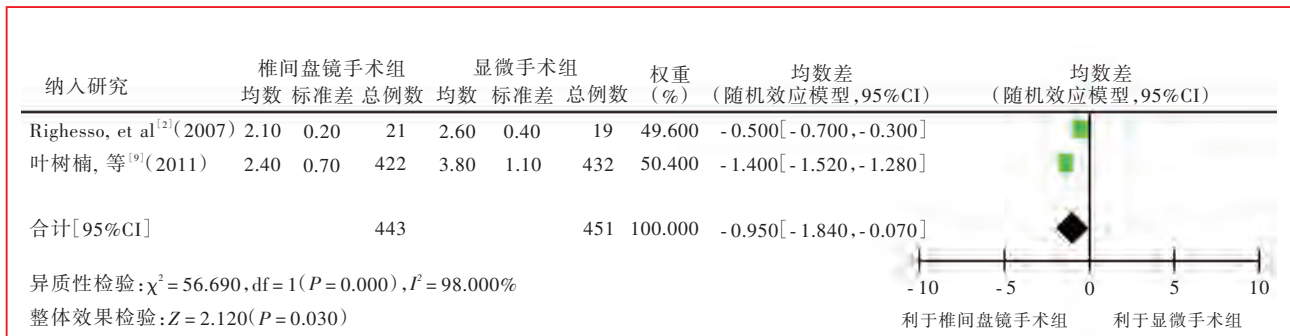 纳入研究 椎间盘镜手术组 显微手术组 权重 均数差 均数差
均数 标准差 总例数 均数 标准差 总例数 (%) (随机效应模型,95%CI) (随机效应模型,95%CI)
Righesso, et al[2](2007) 2.10 0.20 21 2.60 0.40 19 49.600 -0.500[-0.700,-0.300]
叶树楠, 等[9](2011) 2.40 0.70 422 3.80 1.10 432 50.400 -1.400[-1.520,-1.280]
合计[95%CI] 443 451 100.000 -0.950[-1.840,-0.070]
异质性检验:χ²=56.690,df=1(P=0.000),I²=98.000%
整体效果检验:Z=2.120(P=0.030)
-10 -5 0 5 10
利于椎间盘镜手术组 利于显微手术组